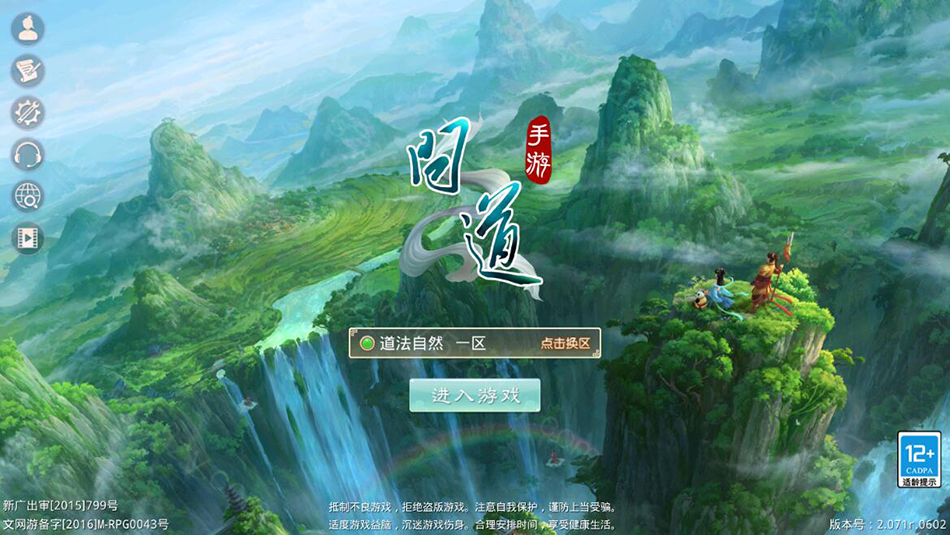 问道
手游
道法自然 一区 点击换区
进入游戏
12+
CADPA
适龄提示
新广出审[2015]799号
文网游备字[2016]M-RPG0043号
抵制不良游戏，拒绝盗版游戏。注意自我保护，谨防上当受骗。
适度游戏益脑，沉迷游戏伤身。合理安排时间，享受健康生活。
版本号：2.071r.0602